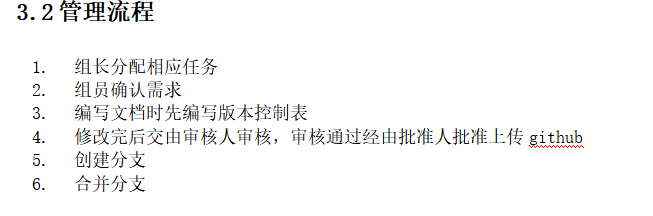 3.2管理流程
1. 组长分配相应任务
2. 组员确认需求
3. 编写文档时先编写版本控制表
4. 修改完后交由审核人审核，审核通过经由批准人批准上传 github
5. 创建分支
6. 合并分支